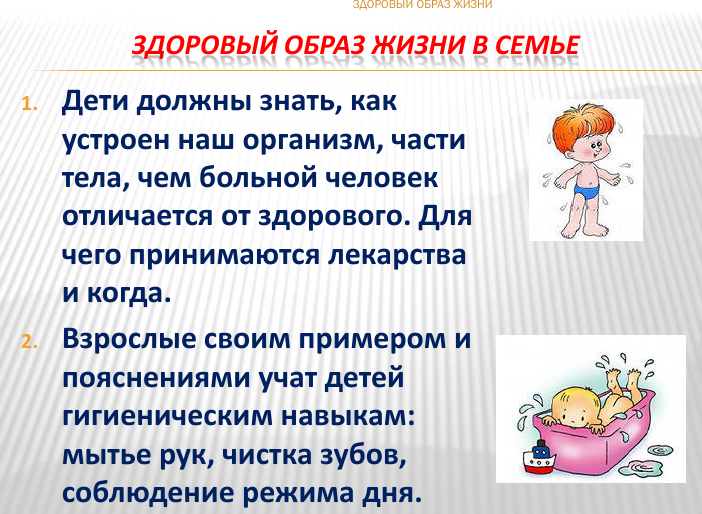 ЗДОРОВЫЙ ОБРАЗ ЖИЗНИ
ЗДОРОВЫЙ ОБРАЗ ЖИЗНИ В СЕМЬЕ
1. Дети должны знать, как
устроен наш организм, части
тела, чем больной человек
отличается от здорового. Для
чего принимаются лекарства
и когда.
2. Взрослые своим примером и
пояснениями учат детей
гигиеническим навыкам:
мытье рук, чистка зубов,
соблюдение режима дня.